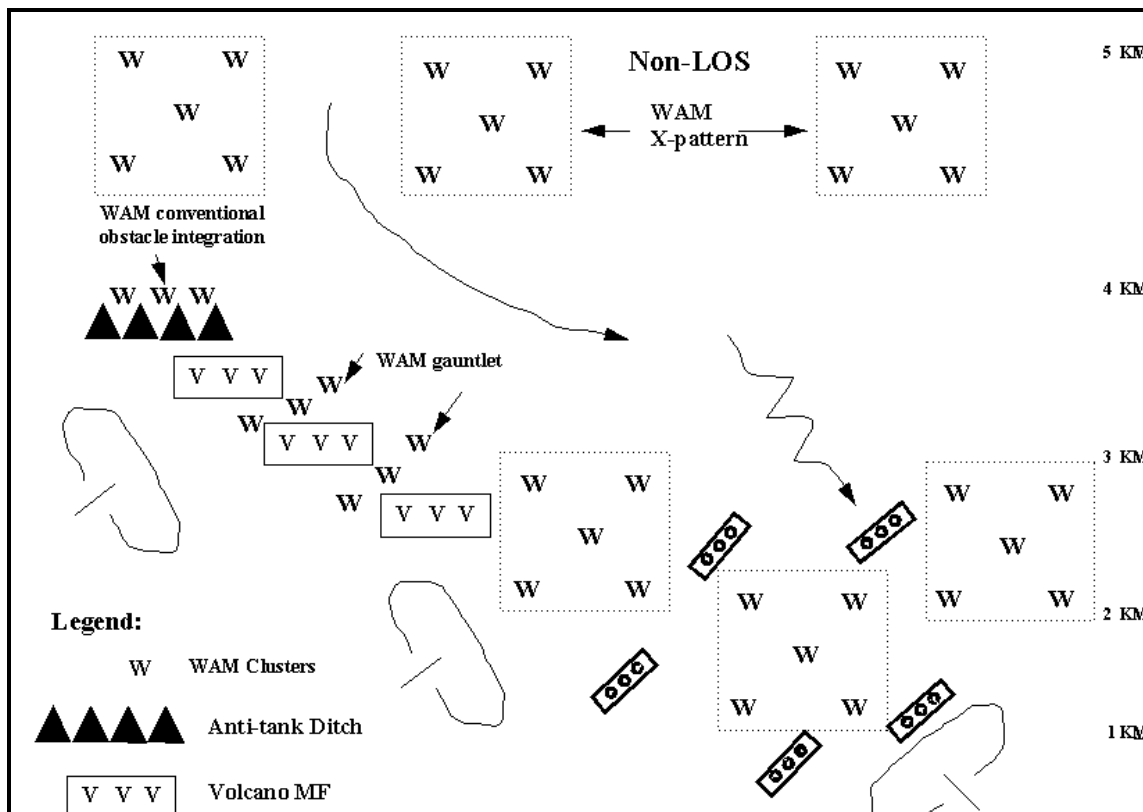 W W
W
W W
W W
W
W W
Non-LOS
WAM
X-pattern
W W
W
W W
5 KM
WAM conventional
obstacle integration
W W W
4 KM
V V V
WAM gauntlet
W
W
W
V V V
W
W
W
V V V
3 KM
W W
W
W W
W W
W
W W
W W
W
W W
2 KM
1 KM
Legend:
W WAM Clusters
Anti-tank Ditch
V V V Volcano MF